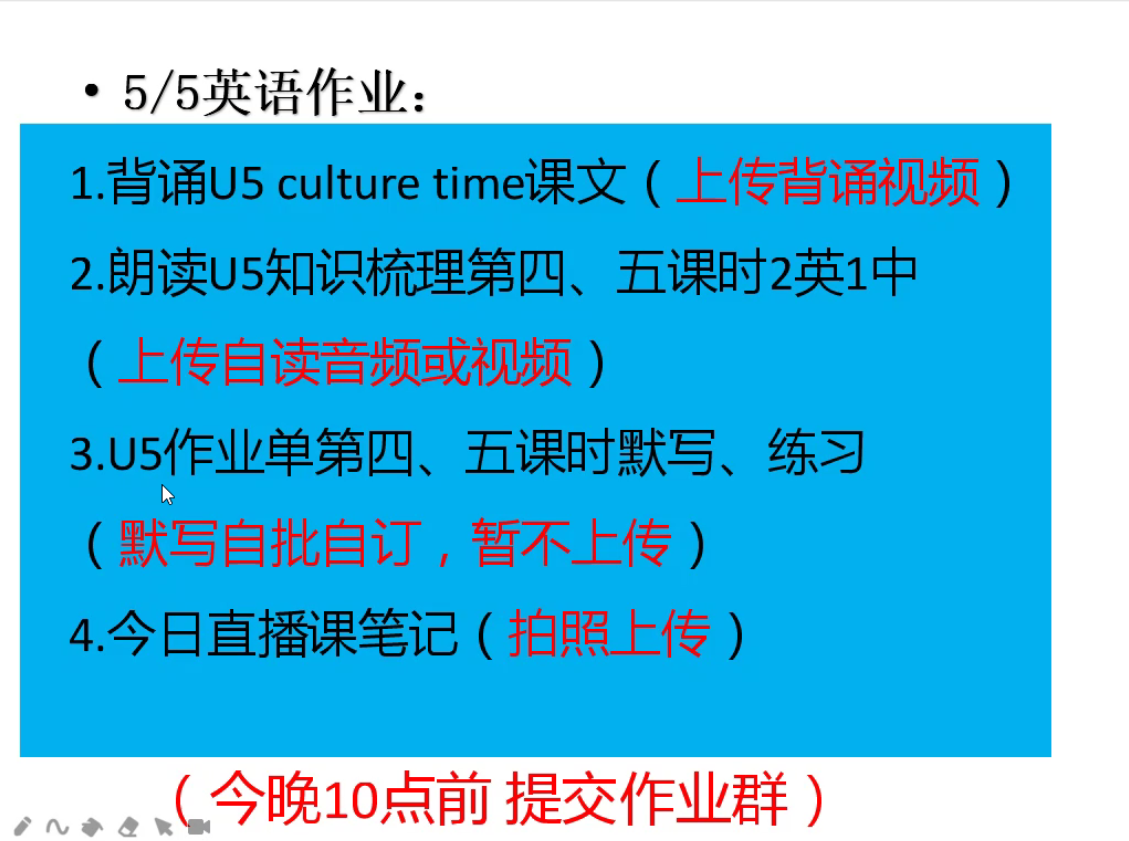 • 5/5英语作业：
1.背诵U5 culture time课文（上传背诵视频）
2.朗读U5知识梳理第四、五课时2英1中
（上传自读音频或视频）
3.U5作业单第四、五课时默写、练习
（默写自批自订，暂不上传）
4.今日直播课笔记（拍照上传）
（今晚10点前 提交作业群）